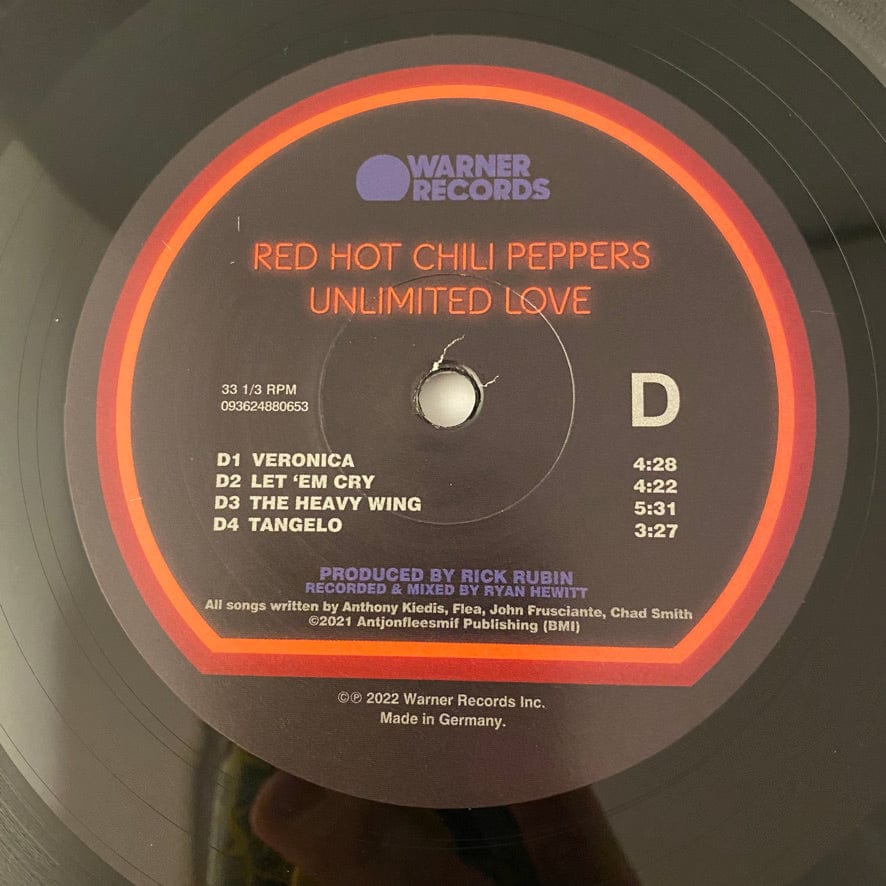 WARNER
RECORDS
RED HOT CHILI PEPPERS
UNLIMITED LOVE
33 1/3 RPM
093624880653
D
D1 VERONICA 4:28
D2 LET ‘EM CRY 4:22
D3 THE HEAVY WING 5:31
D4 TANGELO 3:27
PRODUCED BY RICK RUBIN
RECORDED & MIXED BY RYAN HEWITT
All songs written by Anthony Kiedis, Flea, John Frusciante, Chad Smith
©2021 Antjonfleesmif Publishing (BMI)
©℗ 2022 Warner Records Inc.
Made in Germany.